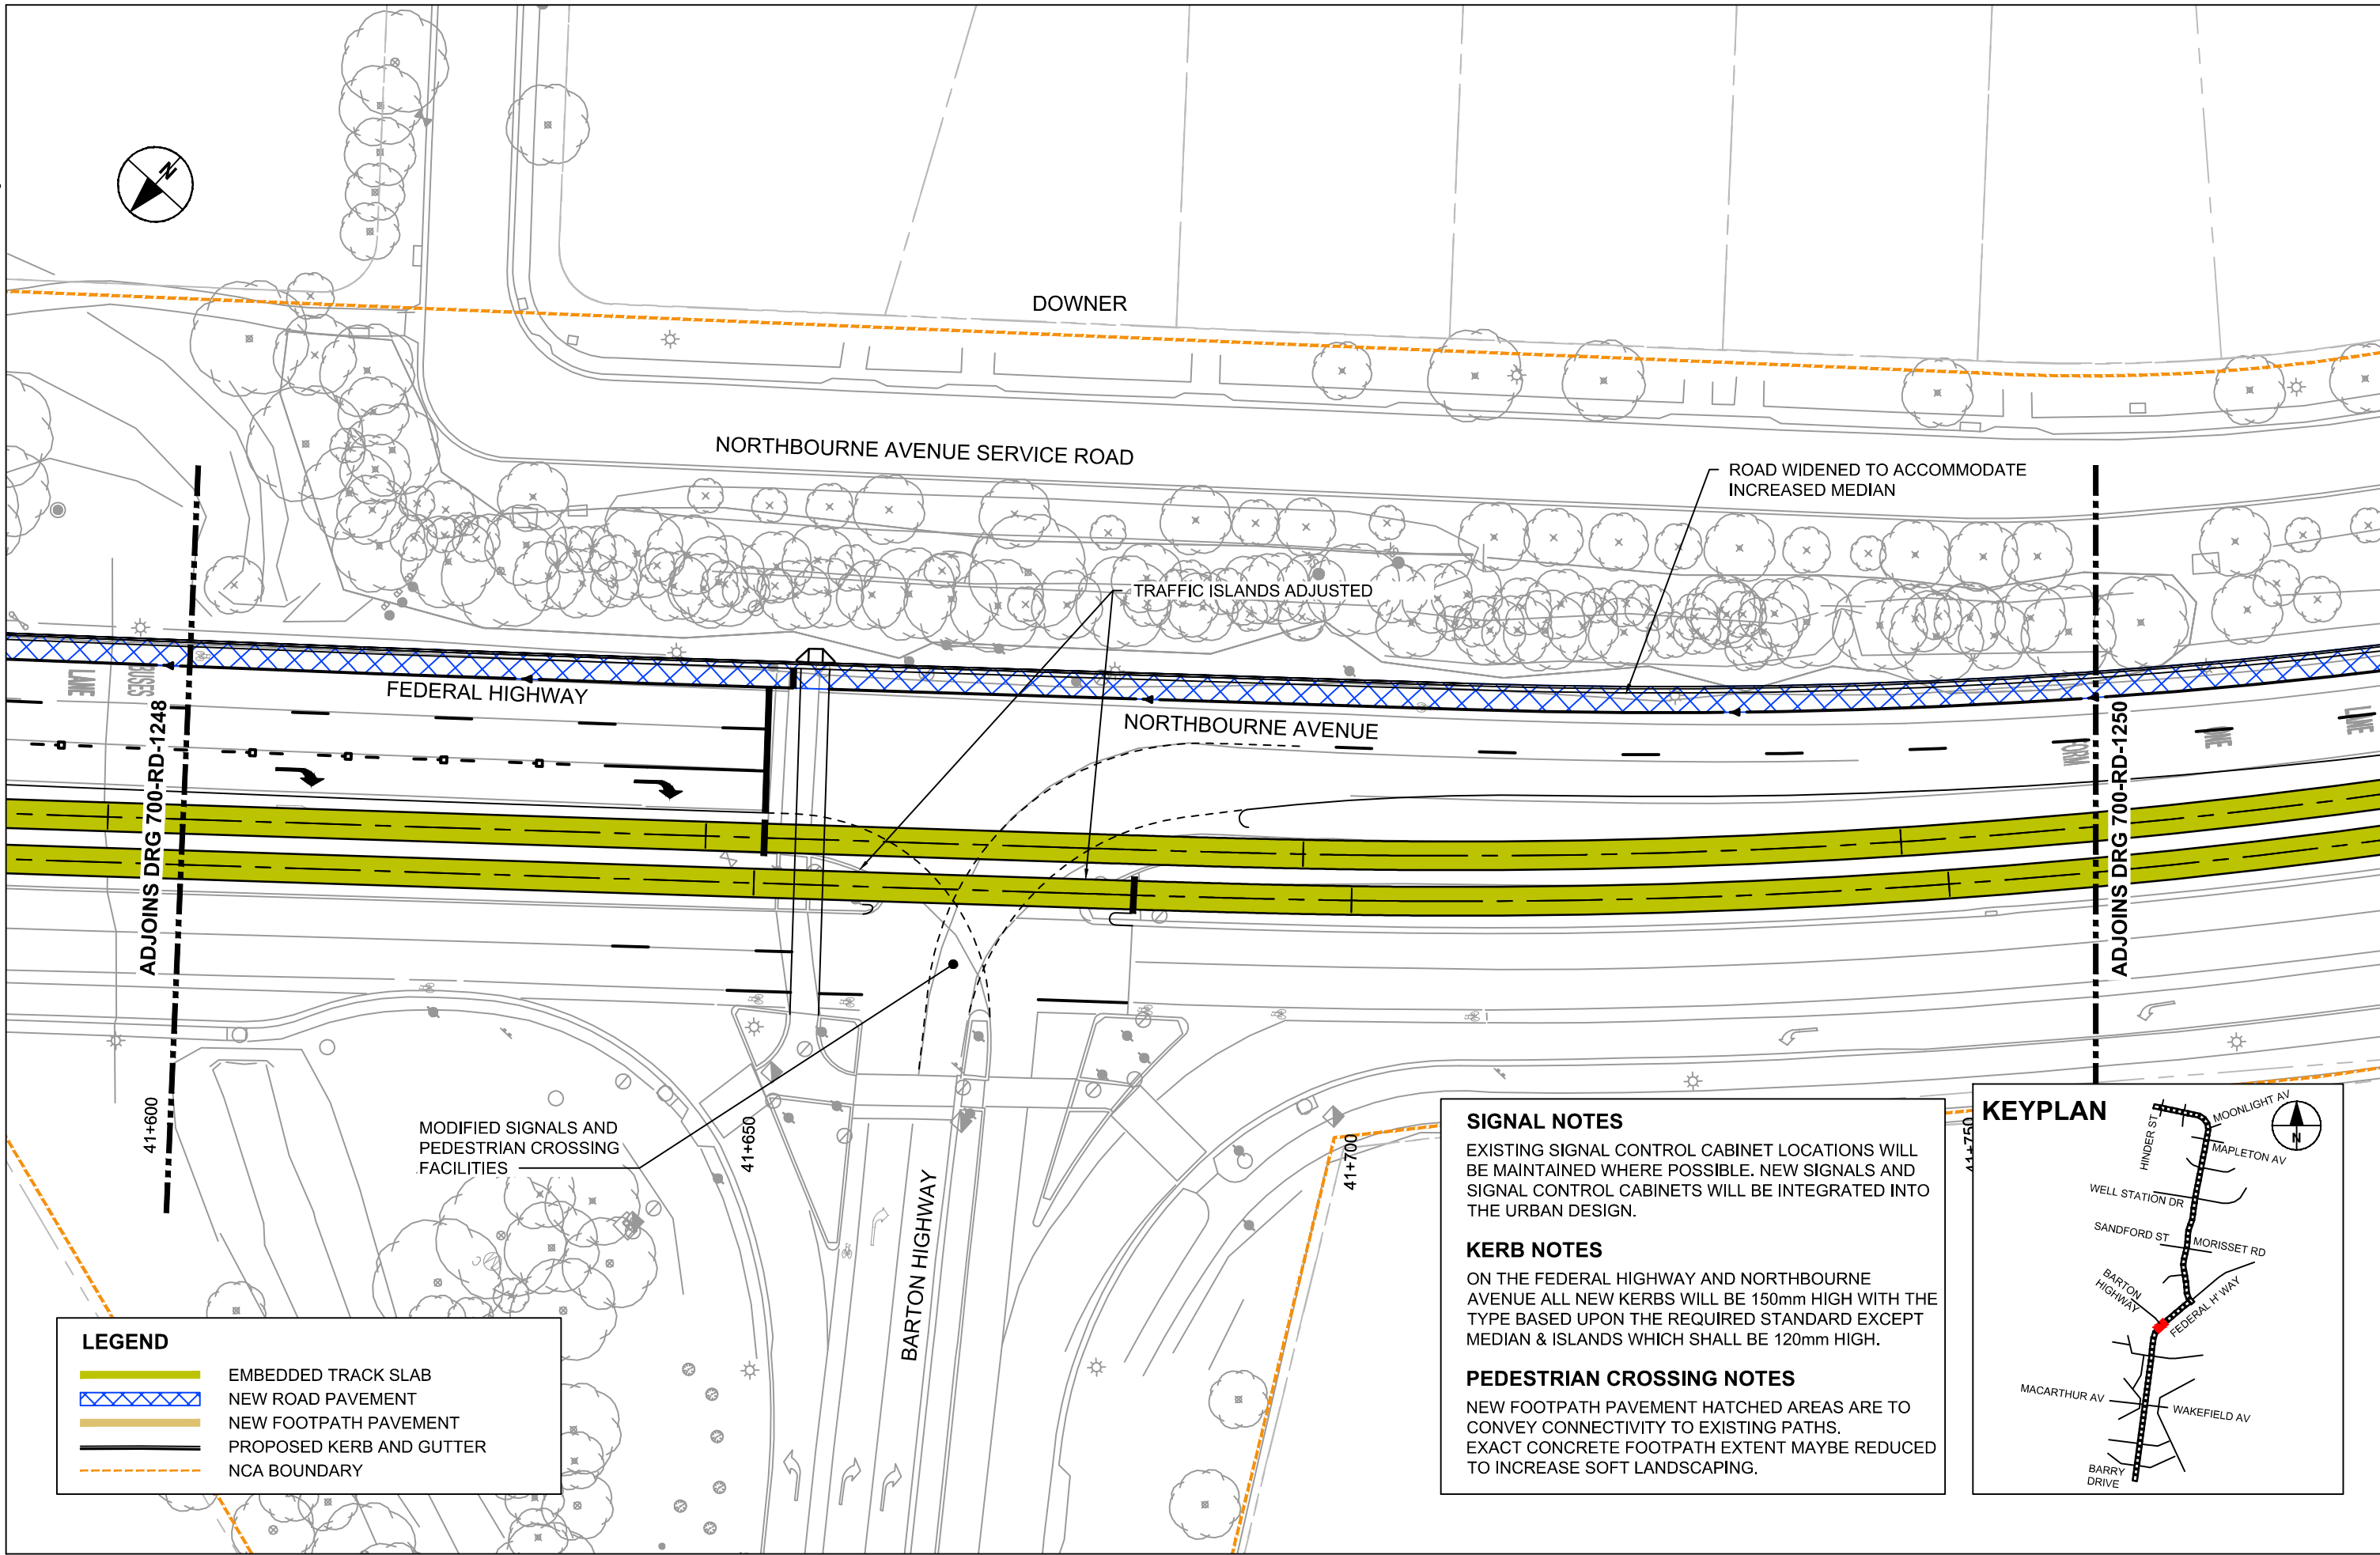 N
DOWNER
NORTHBOURNE AVENUE SERVICE ROAD
ROAD WIDENED TO ACCOMMODATE
INCREASED MEDIAN
TRAFFIC ISLANDS ADJUSTED
LANE
BUSES
FEDERAL HIGHWAY
NORTHBOURNE AVENUE
FORM
ONE
LANE
ADJOINS DRG 700-RD-1248
ADJOINS DRG 700-RD-1250
41+600
41+650
41+700
41+750
MODIFIED SIGNALS AND
PEDESTRIAN CROSSING
FACILITIES
BARTON HIGHWAY
LEGEND
EMBEDDED TRACK SLAB
NEW ROAD PAVEMENT
NEW FOOTPATH PAVEMENT
PROPOSED KERB AND GUTTER
NCA BOUNDARY
SIGNAL NOTES
EXISTING SIGNAL CONTROL CABINET LOCATIONS WILL
BE MAINTAINED WHERE POSSIBLE. NEW SIGNALS AND
SIGNAL CONTROL CABINETS WILL BE INTEGRATED INTO
THE URBAN DESIGN.
KERB NOTES
ON THE FEDERAL HIGHWAY AND NORTHBOURNE
AVENUE ALL NEW KERBS WILL BE 150mm HIGH WITH THE
TYPE BASED UPON THE REQUIRED STANDARD EXCEPT
MEDIAN & ISLANDS WHICH SHALL BE 120mm HIGH.
PEDESTRIAN CROSSING NOTES
NEW FOOTPATH PAVEMENT HATCHED AREAS ARE TO
CONVEY CONNECTIVITY TO EXISTING PATHS.
EXACT CONCRETE FOOTPATH EXTENT MAYBE REDUCED
TO INCREASE SOFT LANDSCAPING.
KEYPLAN
N
MOONLIGHT AV
HINDER ST
MAPLETON AV
WELL STATION DR
SANDFORD ST
MORISSET RD
BARTON
HIGHWAY
FEDERAL H'WAY
MACARTHUR AV
WAKEFIELD AV
BARRY
DRIVE